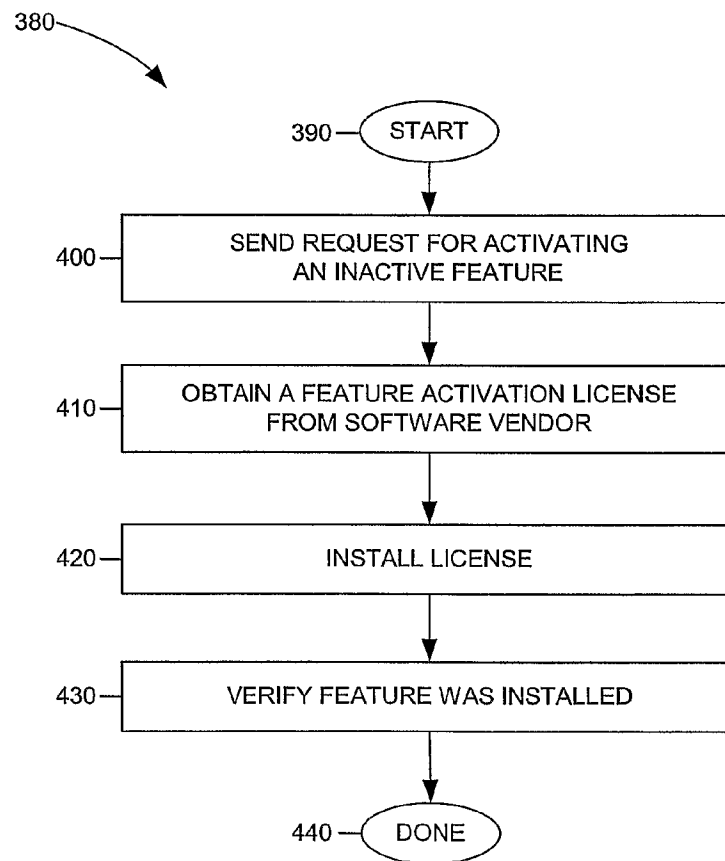 380
390
START
400
SEND REQUEST FOR ACTIVATING
AN INACTIVE FEATURE
410
OBTAIN A FEATURE ACTIVATION LICENSE
FROM SOFTWARE VENDOR
420
INSTALL LICENSE
430
VERIFY FEATURE WAS INSTALLED
440
DONE